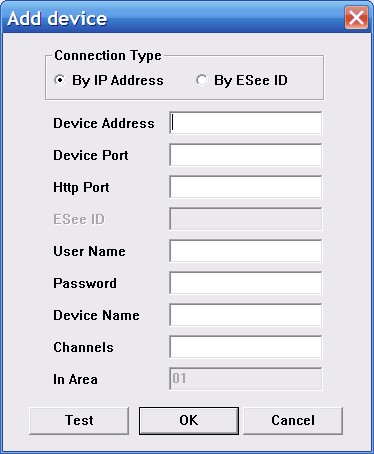 Add device
Connection Type
By IP Address By ESee ID
Device Address
Device Port
Http Port
ESee ID
User Name
Password
Device Name
Channels
In Area 01
Test OK Cancel